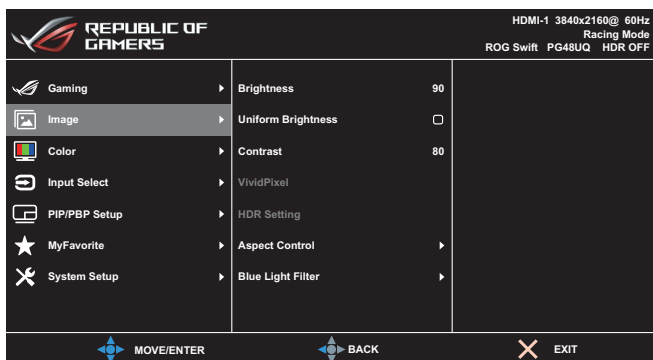 REPUBLIC OF
GAMERS
HDMI-1 3840x2160@ 60Hz
Racing Mode
ROG Swift PG48UQ HDR OFF
Gaming
Image
Color
Input Select
PIP/PBP Setup
MyFavorite
System Setup
Brightness 90
Uniform Brightness
Contrast 80
VividPixel
HDR Setting
Aspect Control
Blue Light Filter
MOVE/ENTER BACK EXIT